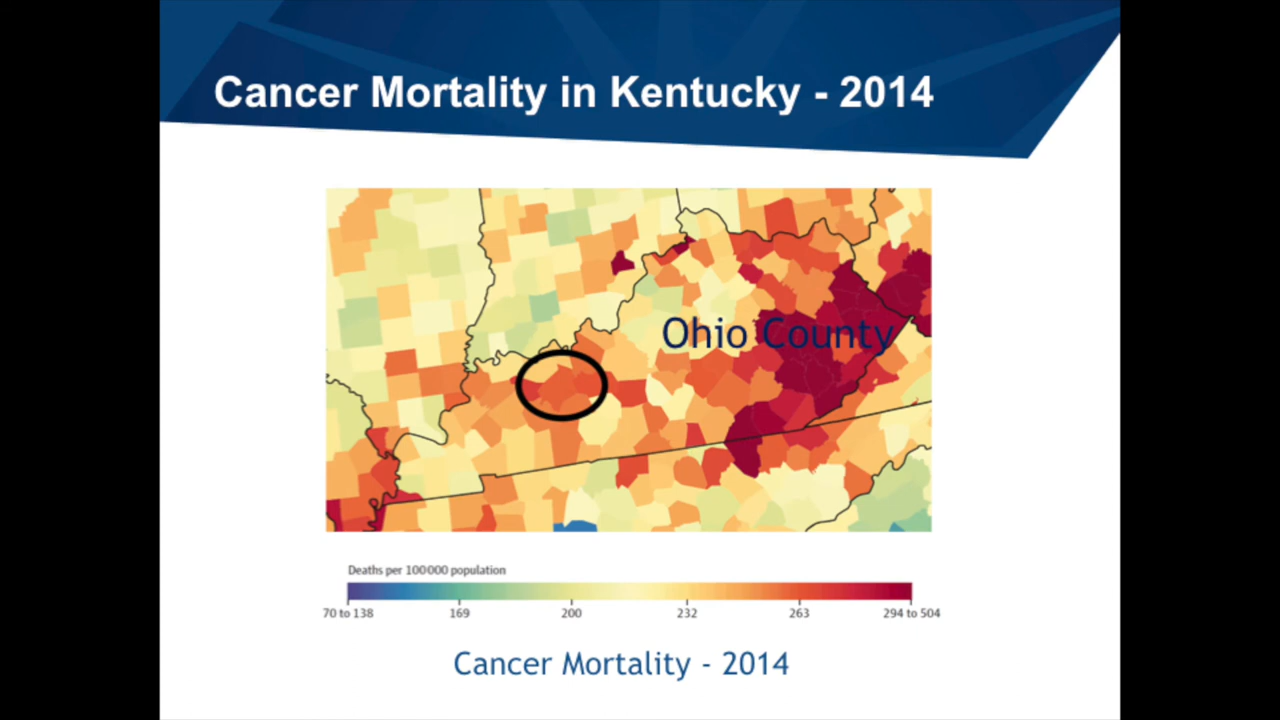 Cancer Mortality in Kentucky - 2014
Ohio County
Deaths per 100 000 population
70 to 138 169 200 232 263 294 to 504
Cancer Mortality - 2014